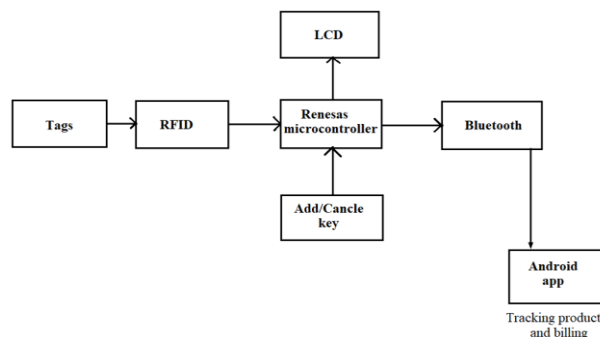 LCD
Tags
RFID
Renesas
microcontroller
Bluetooth
Add/Cancle
key
Android
app
Tracking product
and billing